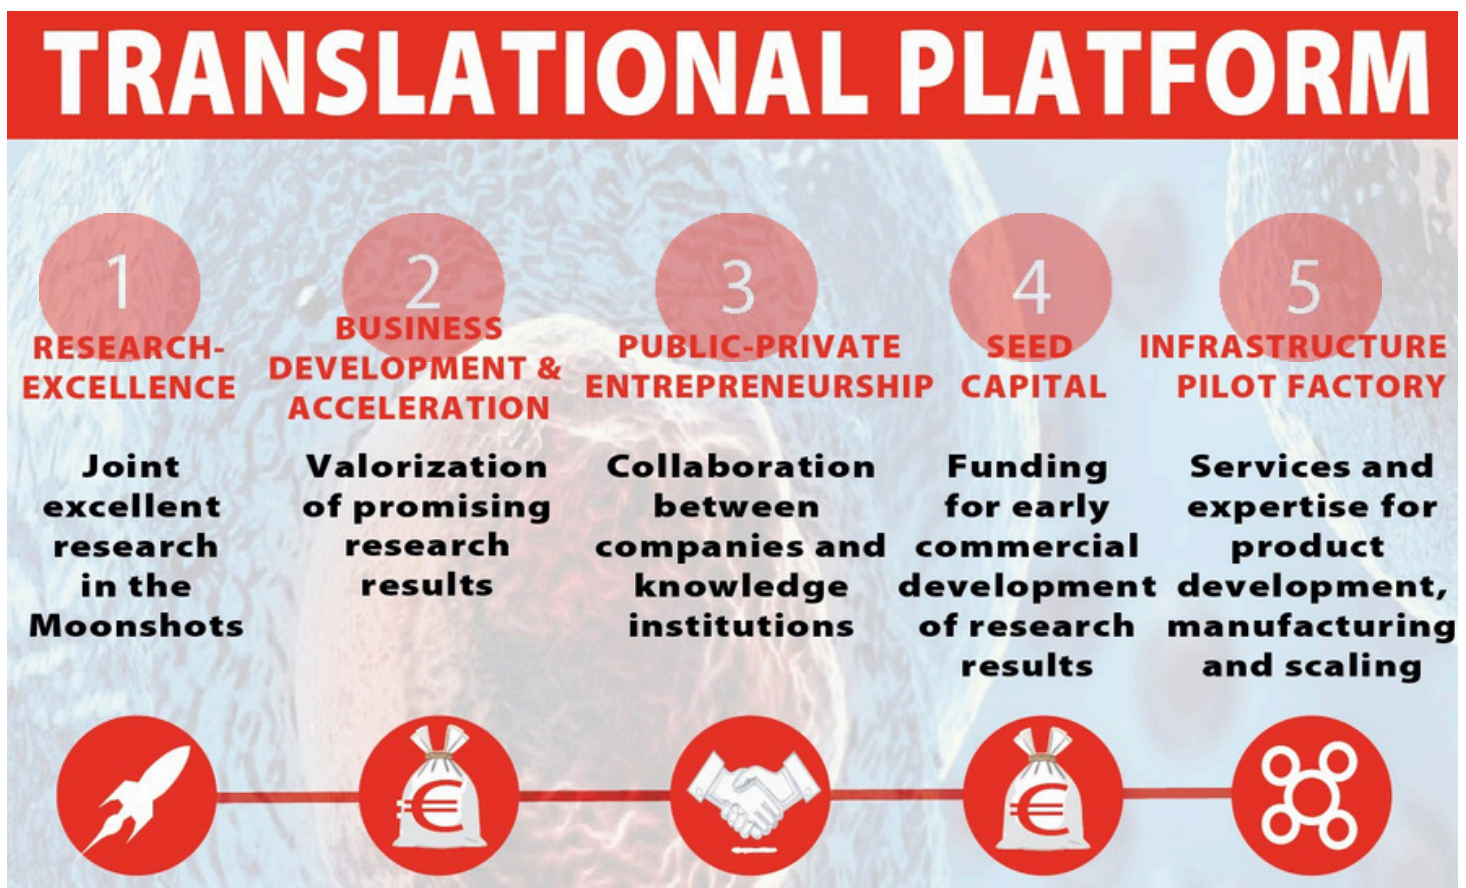 TRANSLATIONAL PLATFORM
1
RESEARCH-
EXCELLENCE
Joint
excellent
research
in the
Moonshots
2
BUSINESS
DEVELOPMENT &
ACCELERATION
Valorization
of promising
research
results
€
3
PUBLIC-PRIVATE
ENTREPRENEURSHIP
Collaboration
between
companies and
knowledge
institutions
4
SEED
CAPITAL
Funding
for early
commercial
development
of research
results
€
5
INFRASTRUCTURE
PILOT FACTORY
Services and
expertise for
product
development,
manufacturing
and scaling